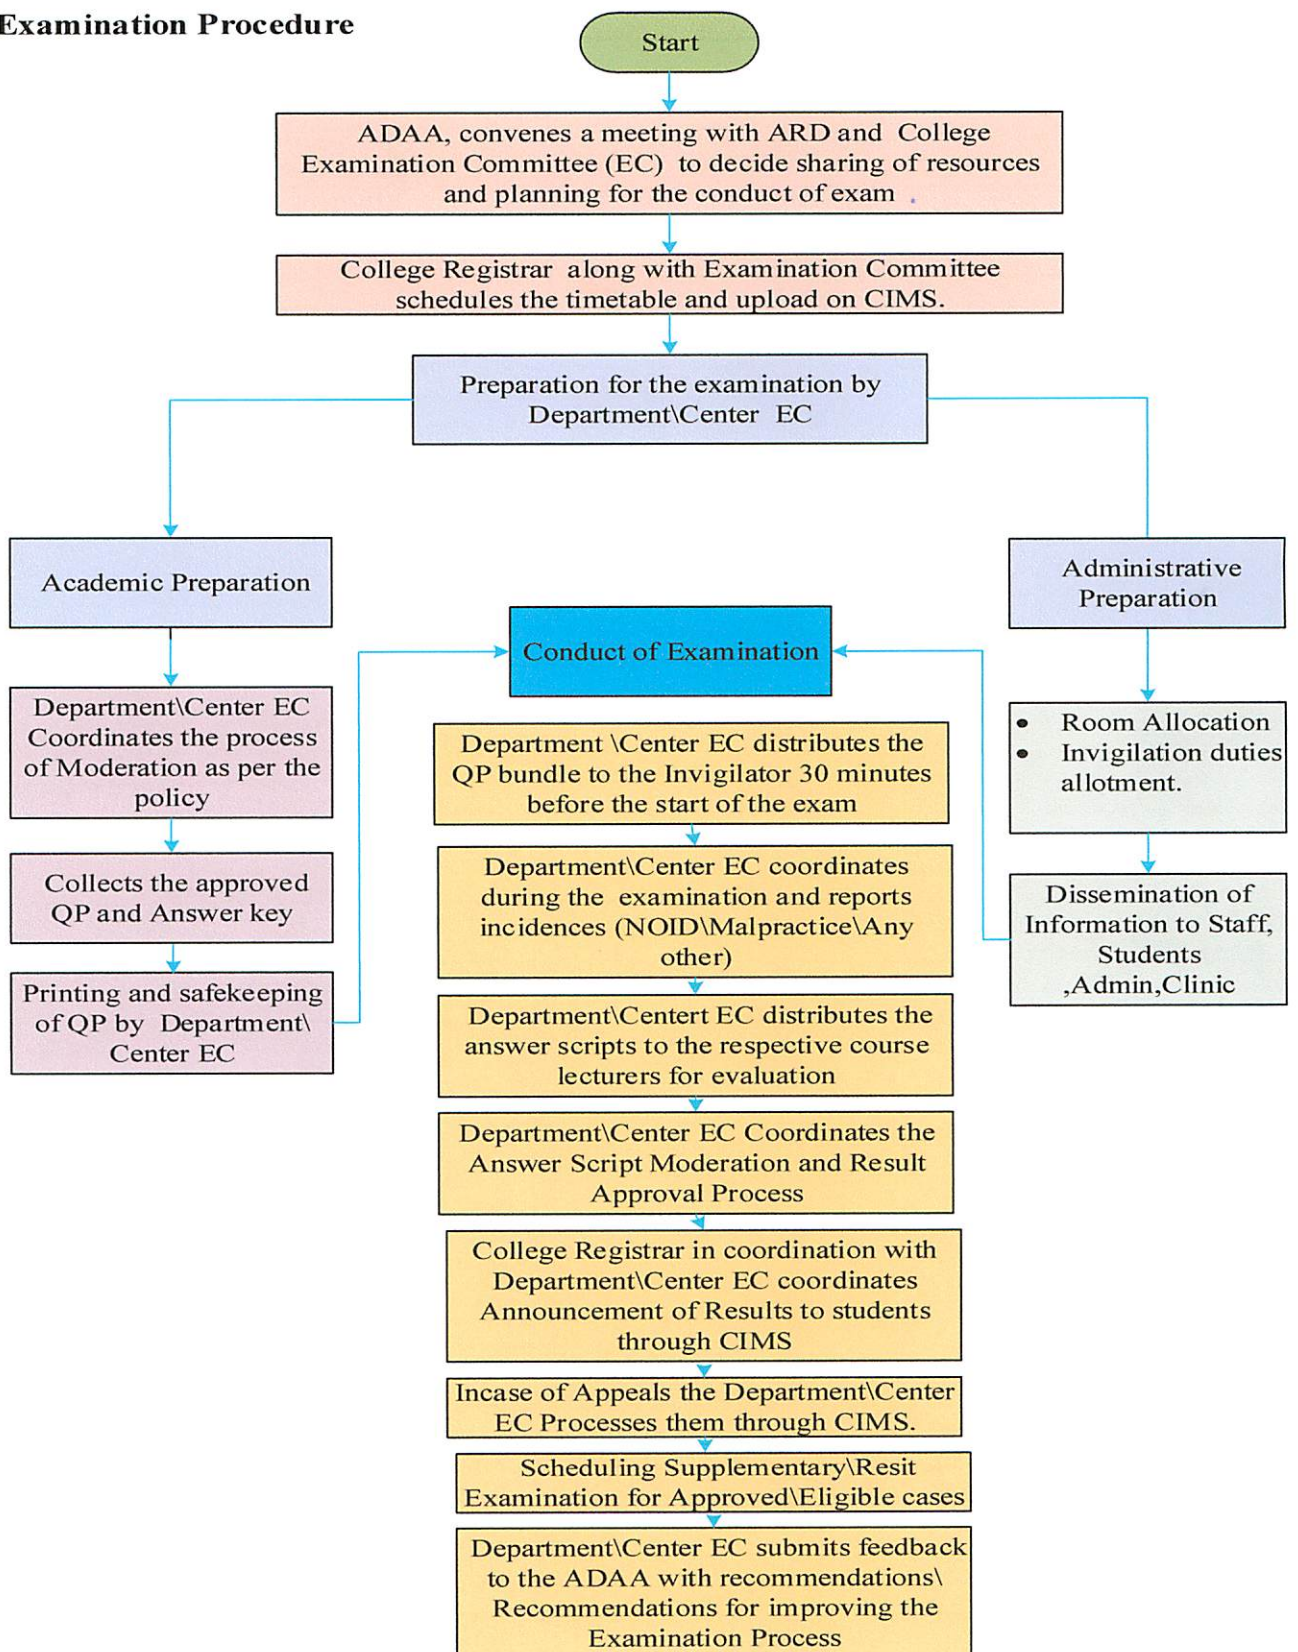 Examination Procedure
Start
ADAA, convenes a meeting with ARD and College
Examination Committee (EC) to decide sharing of resources
and planning for the conduct of exam .
College Registrar along with Examination Committee
schedules the timetable and upload on CIMS.
Preparation for the examination by
Department\Center EC
Academic Preparation
Administrative
Preparation
Conduct of Examination
Department\Center EC
Coordinates the process
of Moderation as per the
policy
Collects the approved
QP and Answer key
Printing and safekeeping
of QP by Department\
Center EC
• Room Allocation
• Invigilation duties
allotment.
Dissemination of
Information to Staff,
Students
,Admin,Clinic
Department \Center EC distributes the
QP bundle to the Invigilator 30 minutes
before the start of the exam
Department\Center EC coordinates
during the examination and reports
incidences (NOID\Malpractice\Any
other)
Department\Centert EC distributes the
answer scripts to the respective course
lecturers for evaluation
Department\Center EC Coordinates the
Answer Script Moderation and Result
Approval Process
College Registrar in coordination with
Department\Center EC coordinates
Announcement of Results to students
through CIMS
Incase of Appeals the Department\Center
EC Processes them through CIMS.
Scheduling Supplementary\Resit
Examination for Approved\Eligible cases
Department\Center EC submits feedback
to the ADAA with recommendations\
Recommendations for improving the
Examination Process